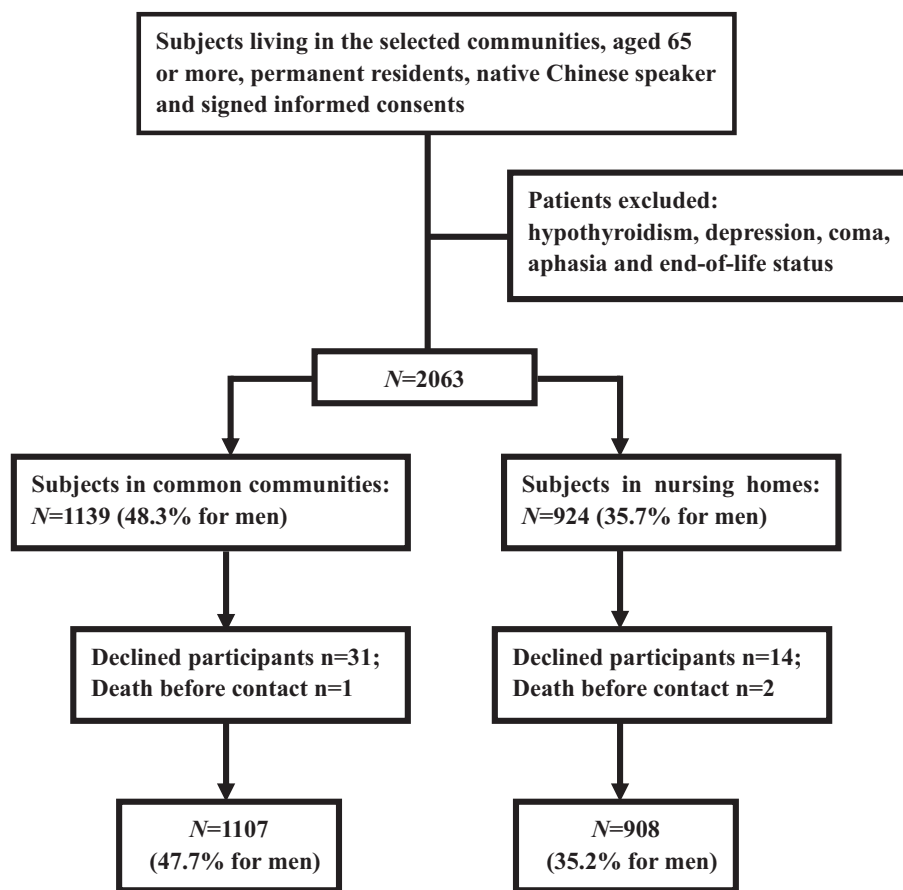 Subjects living in the selected communities, aged 65
or more, permanent residents, native Chinese speaker
and signed informed consents
Patients excluded:
hypothyroidism, depression, coma,
aphasia and end-of-life status
N=2063
Subjects in common communities:
N=1139 (48.3% for men)
Subjects in nursing homes:
N=924 (35.7% for men)
Declined participants n=31;
Death before contact n=1
Declined participants n=14;
Death before contact n=2
N=1107
(47.7% for men)
N=908
(35.2% for men)